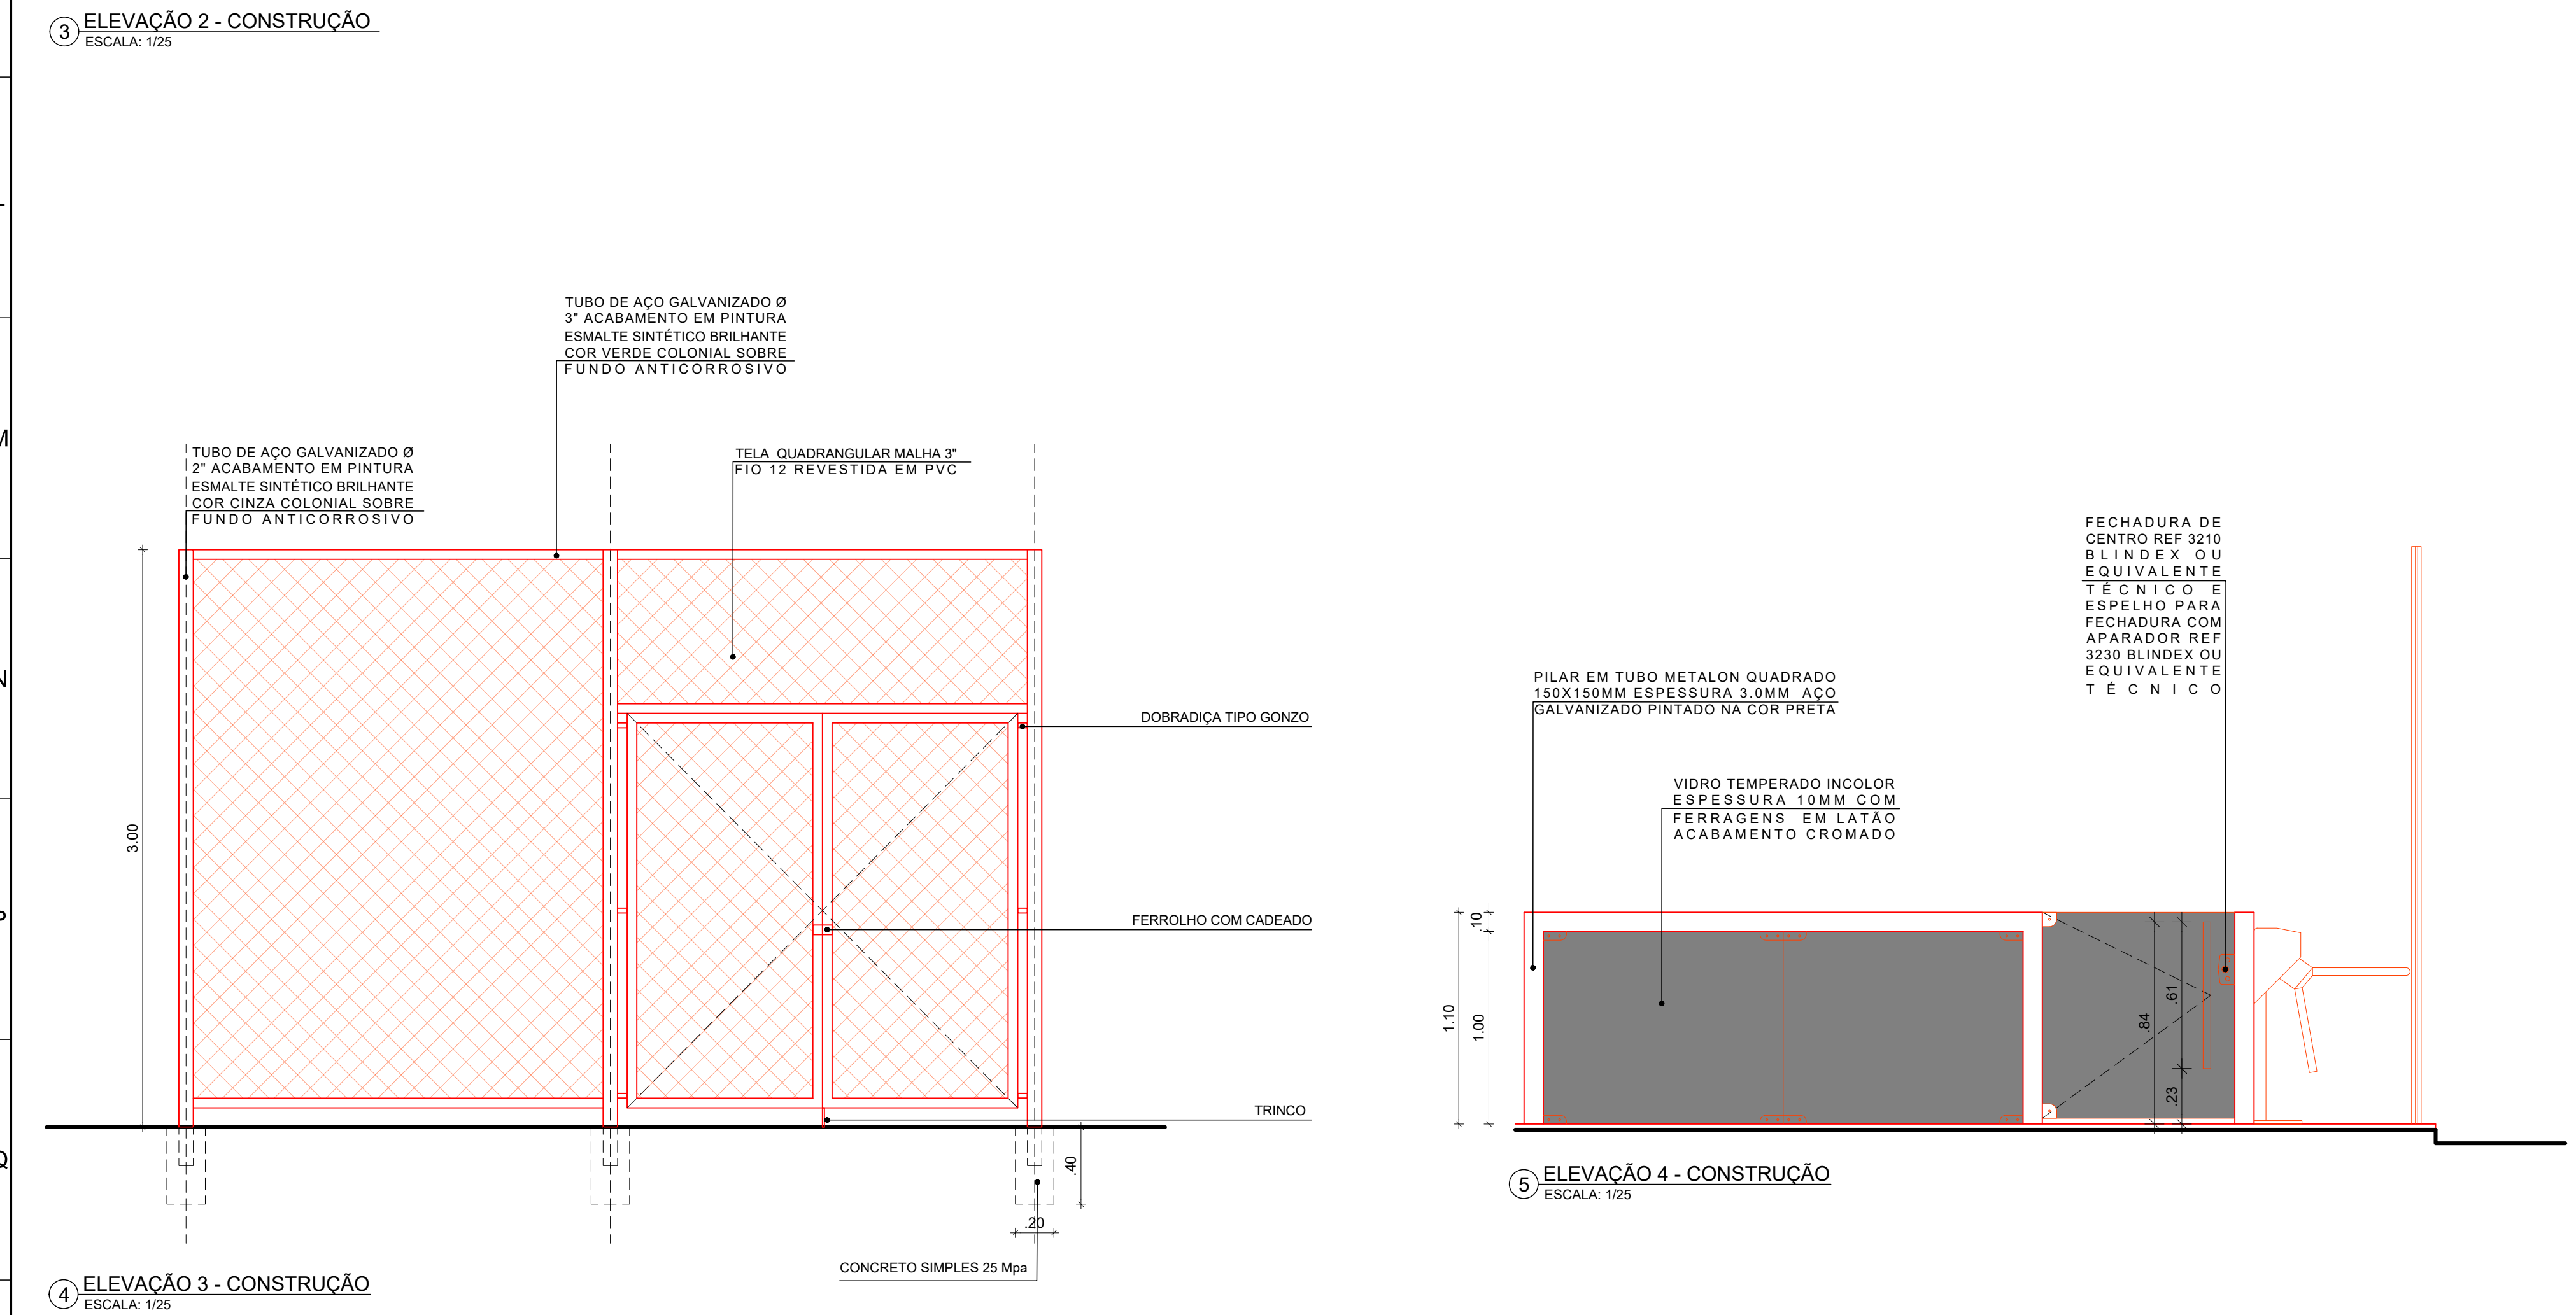 3 ELEVAÇÃO 2 - CONSTRUÇÃO
ESCALA: 1/25
TUBO DE AÇO GALVANIZADO Ø
3" ACABAMENTO EM PINTURA
ESMALTE SINTÉTICO BRILHANTE
COR VERDE COLONIAL SOBRE
FUNDO ANTICORROSIVO
TUBO DE AÇO GALVANIZADO Ø
2" ACABAMENTO EM PINTURA
ESMALTE SINTÉTICO BRILHANTE
COR CINZA COLONIAL SOBRE
FUNDO ANTICORROSIVO
TELA QUADRANGULAR MALHA 3"
FIO 12 REVESTIDA EM PVC
3.00
DOBRADIÇA TIPO GONZO
FERROLHO COM CADEADO
TRINCO
.40
.20
CONCRETO SIMPLES 25 Mpa
4 ELEVAÇÃO 3 - CONSTRUÇÃO
ESCALA: 1/25
FECHADURA DE
CENTRO REF 3210
BLINDEX OU
EQUIVALENTE
TÉCNICO E
ESPELHO PARA
FECHADURA COM
APARADOR REF
3230 BLINDEX OU
EQUIVALENTE
TÉCNICO
PILAR EM TUBO METALON QUADRADO
150X150MM ESPESSURA 3.0MM AÇO
GALVANIZADO PINTADO NA COR PRETA
VIDRO TEMPERADO INCOLOR
ESPESSURA 10MM COM
FERRAGENS EM LATÃO
ACABAMENTO CROMADO
1.10
.10
1.00
.84
.61
.23
5 ELEVAÇÃO 4 - CONSTRUÇÃO
ESCALA: 1/25